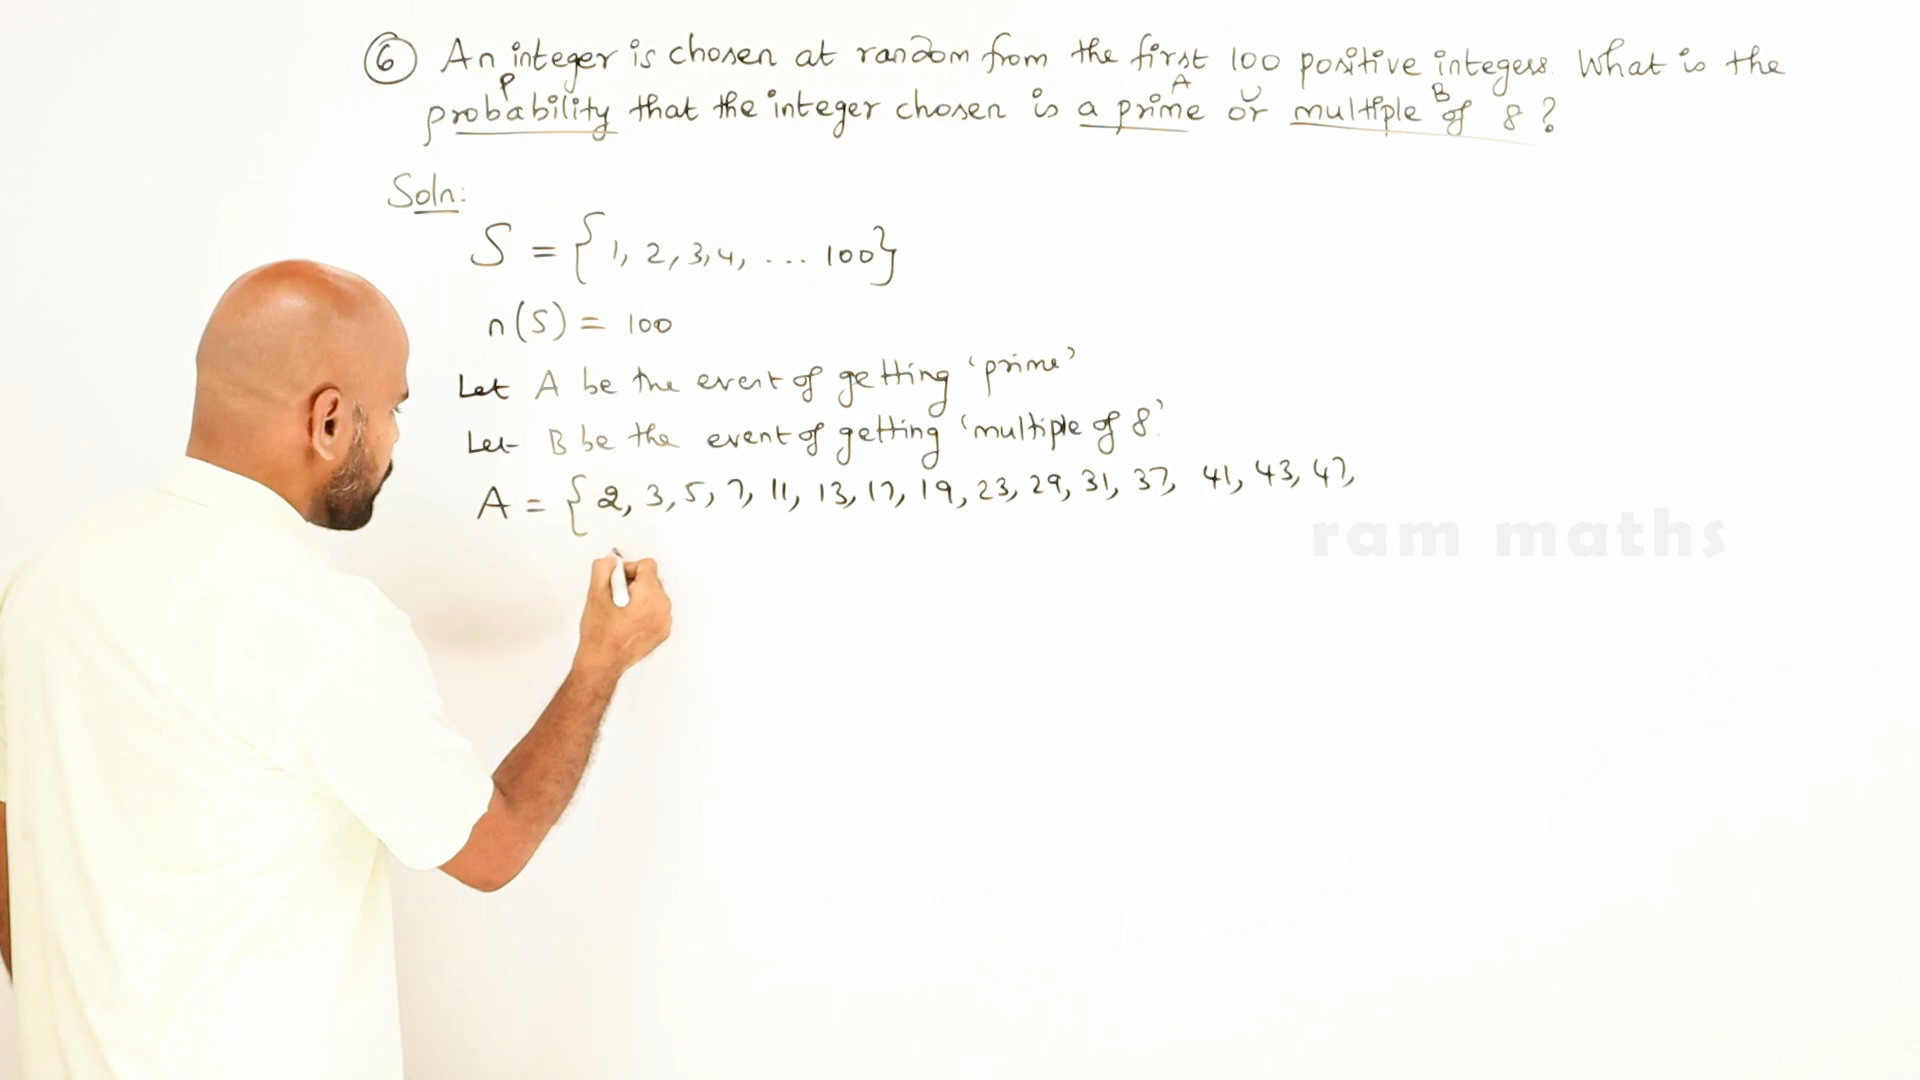 6 An integer is chosen at random from the first 100 positive integers. What is the
P A U B
probability that the integer chosen is a prime or multiple of 8?
Soln:
S = {1, 2, 3, 4, ... 100}
n(S) = 100
Let A be the event of getting 'prime'
Let B be the event of getting 'multiple of 8'.
A = {2, 3, 5, 7, 11, 13, 17, 19, 23, 29, 31, 37, 41, 43, 47,
ram maths